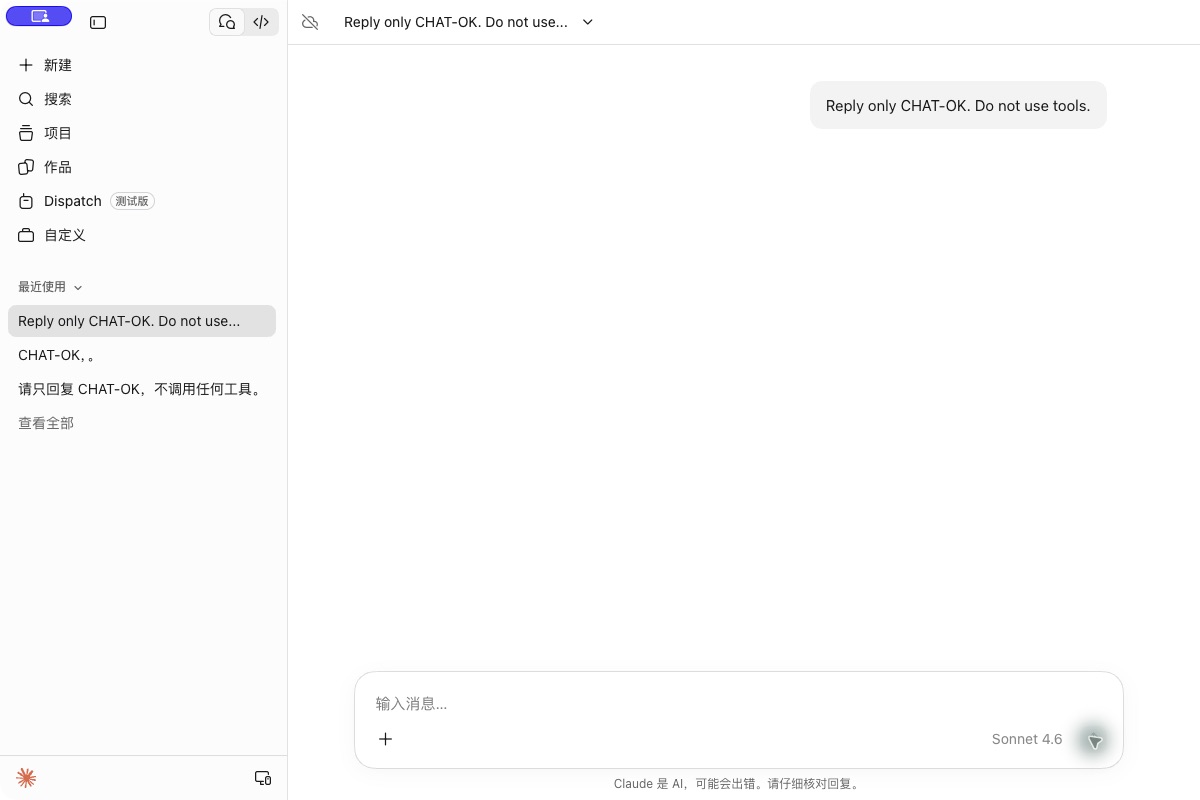 新建
搜索
项目
作品
Dispatch 测试版
自定义
最近使用
Reply only CHAT-OK. Do not use...
CHAT-OK, 。
请只回复 CHAT-OK，不调用任何工具。
查看全部
Reply only CHAT-OK. Do not use...
Reply only CHAT-OK. Do not use tools.
输入消息...
Sonnet 4.6
Claude 是 AI，可能会出错。请仔细核对回复。